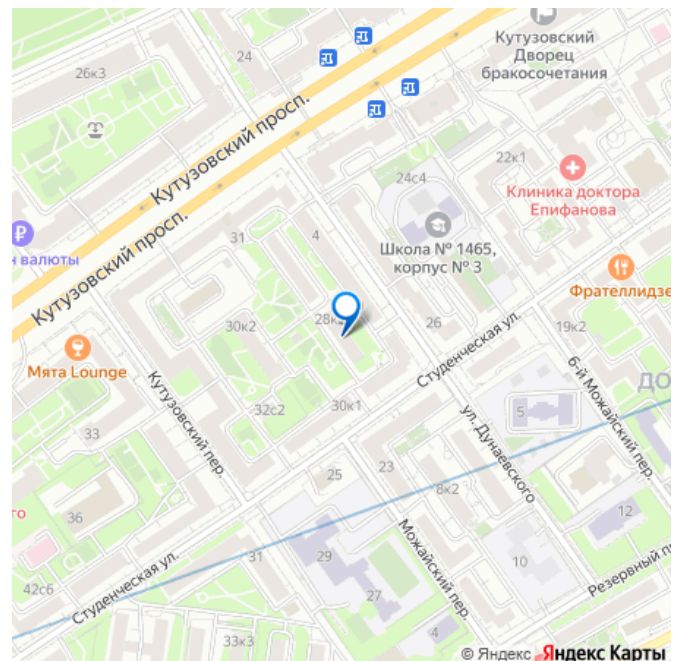 Кутузовский
Дворец
бракосочетания
24
26к3
Кутузовский просп.
22к1
24с4
Клиника доктора
Епифанова
Кутузовский просп.
31
4
Школа № 1465,
корпус № 3
н валюты
Фрателлидзе
28к
30к2
26
Студенческая ул.
19к2
6-й Можайский пер.
Мята Lounge
ДО
Кутузовский пер.
32с2
30к1
5
ул. Дунаевского
33
23
25
8к2
го
36
12
Можайский пер.
31
29
10
Студенческая ул.
27
Резервный п
42с6
4
33к3
© Яндекс Яндекс Карты